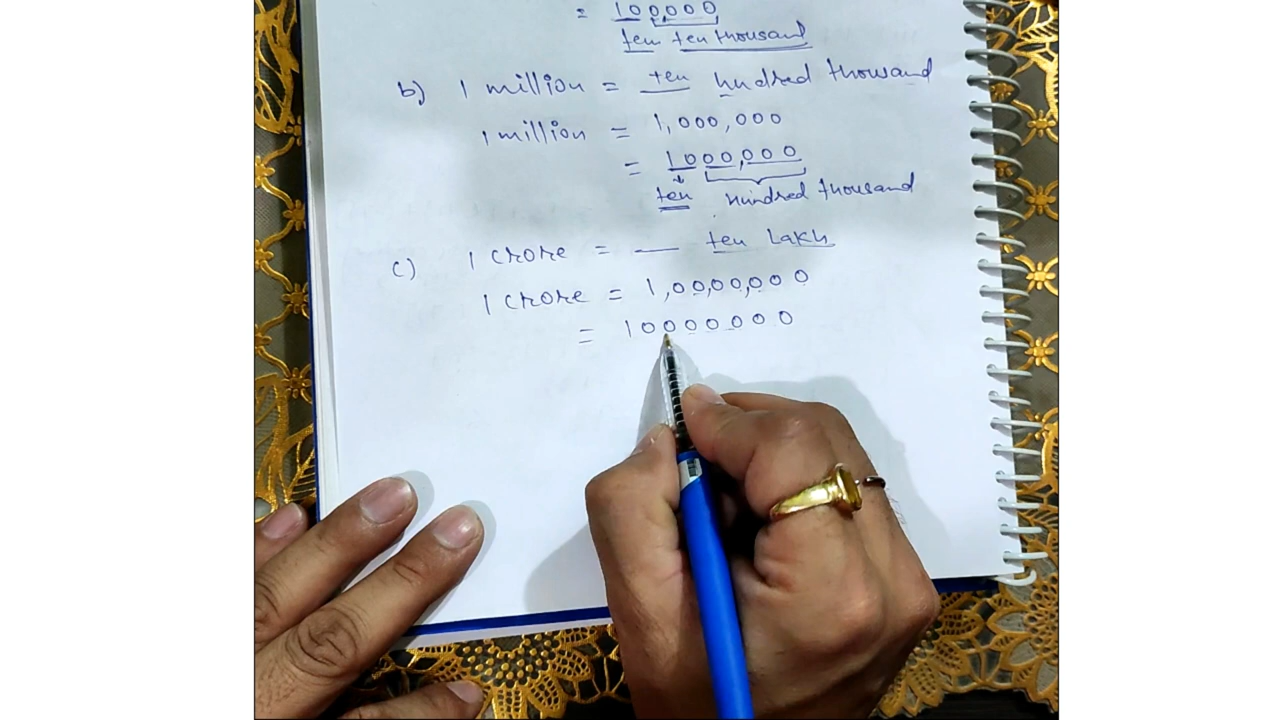 = 100,000
ten ten thousand
b) 1 million = ten hundred thousand
1 million = 1,000,000
= 1000,000
ten hundred thousand
c) 1 crore = __ ten Lakh
1 crore = 1,00,00,000
= 10000000